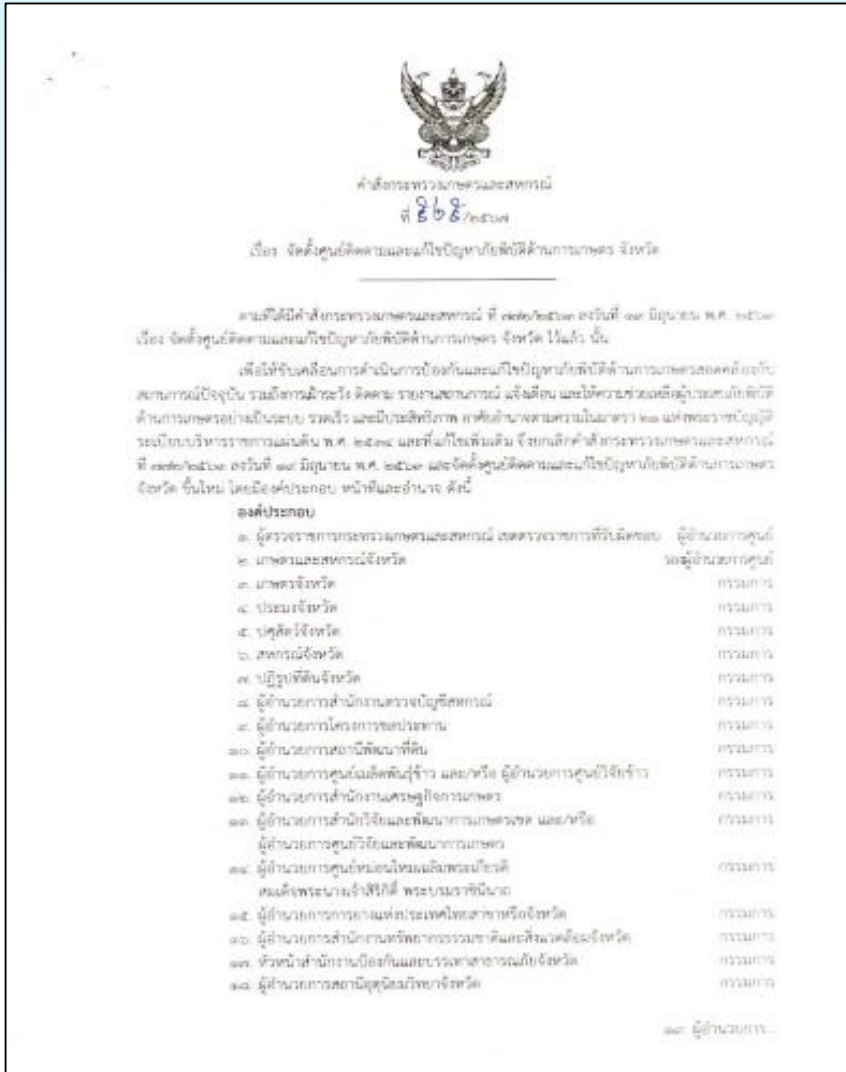 คำสั่งกระทรวงเกษตรและสหกรณ์
ที่ /๒๕๖๗
เรื่อง จัดตั้งศูนย์ติดตามและแก้ไขปัญหาภัยพิบัติด้านการเกษตร จังหวัด
ตามที่ได้มีคำสั่งกระทรวงเกษตรและสหกรณ์ ที่ ลงวันที่ ๑๙ มิถุนายน พ.ศ.
เรื่อง จัดตั้งศูนย์ติดตามและแก้ไขปัญหาภัยพิบัติด้านการเกษตร จังหวัด ไว้แล้ว นั้น
เพื่อให้ขับเคลื่อนการดำเนินการป้องกันและแก้ไขปัญหาภัยพิบัติด้านการเกษตรสอดคล้องกับ
สถานการณ์ปัจจุบัน รวมถึงการเฝ้าระวัง ติดตาม รายงานสถานการณ์ แจ้งเตือน และให้ความช่วยเหลือผู้ประสบภัยพิบัติ
ด้านการเกษตรอย่างเป็นระบบ รวดเร็ว และมีประสิทธิภาพ อาศัยอำนาจตามความในมาตรา ๒๑ แห่งพระราชบัญญัติ
ระเบียบบริหารราชการแผ่นดิน พ.ศ. ๒๕๓๔ และที่แก้ไขเพิ่มเติม จึงยกเลิกคำสั่งกระทรวงเกษตรและสหกรณ์
ที่ ลงวันที่ ๑๙ มิถุนายน พ.ศ. และจัดตั้งศูนย์ติดตามและแก้ไขปัญหาภัยพิบัติด้านการเกษตร
จังหวัด ขึ้นใหม่ โดยมีองค์ประกอบ หน้าที่และอำนาจ ดังนี้
องค์ประกอบ
๑. ผู้ตรวจราชการกระทรวงเกษตรและสหกรณ์ เขตตรวจราชการที่รับผิดชอบ ผู้อำนวยการศูนย์
๒. เกษตรและสหกรณ์จังหวัด รองผู้อำนวยการศูนย์
๓. เกษตรจังหวัด กรรมการ
๔. ประมงจังหวัด กรรมการ
๕. ปศุสัตว์จังหวัด กรรมการ
๖. สหกรณ์จังหวัด กรรมการ
๗. ปฏิรูปที่ดินจังหวัด กรรมการ
๘. ผู้อำนวยการสำนักงานตรวจบัญชีสหกรณ์ กรรมการ
๙. ผู้อำนวยการโครงการชลประทาน กรรมการ
๑๐. ผู้อำนวยการสถานีพัฒนาที่ดิน กรรมการ
๑๑. ผู้อำนวยการศูนย์เมล็ดพันธุ์ข้าว และ/หรือ ผู้อำนวยการศูนย์วิจัยข้าว กรรมการ
๑๒. ผู้อำนวยการสำนักงานเศรษฐกิจการเกษตร กรรมการ
๑๓. ผู้อำนวยการสำนักวิจัยและพัฒนาการเกษตรเขต และ/หรือ กรรมการ
ผู้อำนวยการศูนย์วิจัยและพัฒนาการเกษตร
๑๔. ผู้อำนวยการศูนย์หม่อนไหมเฉลิมพระเกียรติ กรรมการ
สมเด็จพระนางเจ้าสิริกิติ์ พระบรมราชินีนาถ
๑๕. ผู้อำนวยการการยางแห่งประเทศไทยสาขาหรือจังหวัด กรรมการ
๑๖. ผู้อำนวยการสำนักงานทรัพยากรธรรมชาติและสิ่งแวดล้อมจังหวัด กรรมการ
๑๗. หัวหน้าสำนักงานป้องกันและบรรเทาสาธารณภัยจังหวัด กรรมการ
๑๘. ผู้อำนวยการสถานีอุตุนิยมวิทยาจังหวัด กรรมการ
๑๙. ผู้อำนวยการ...